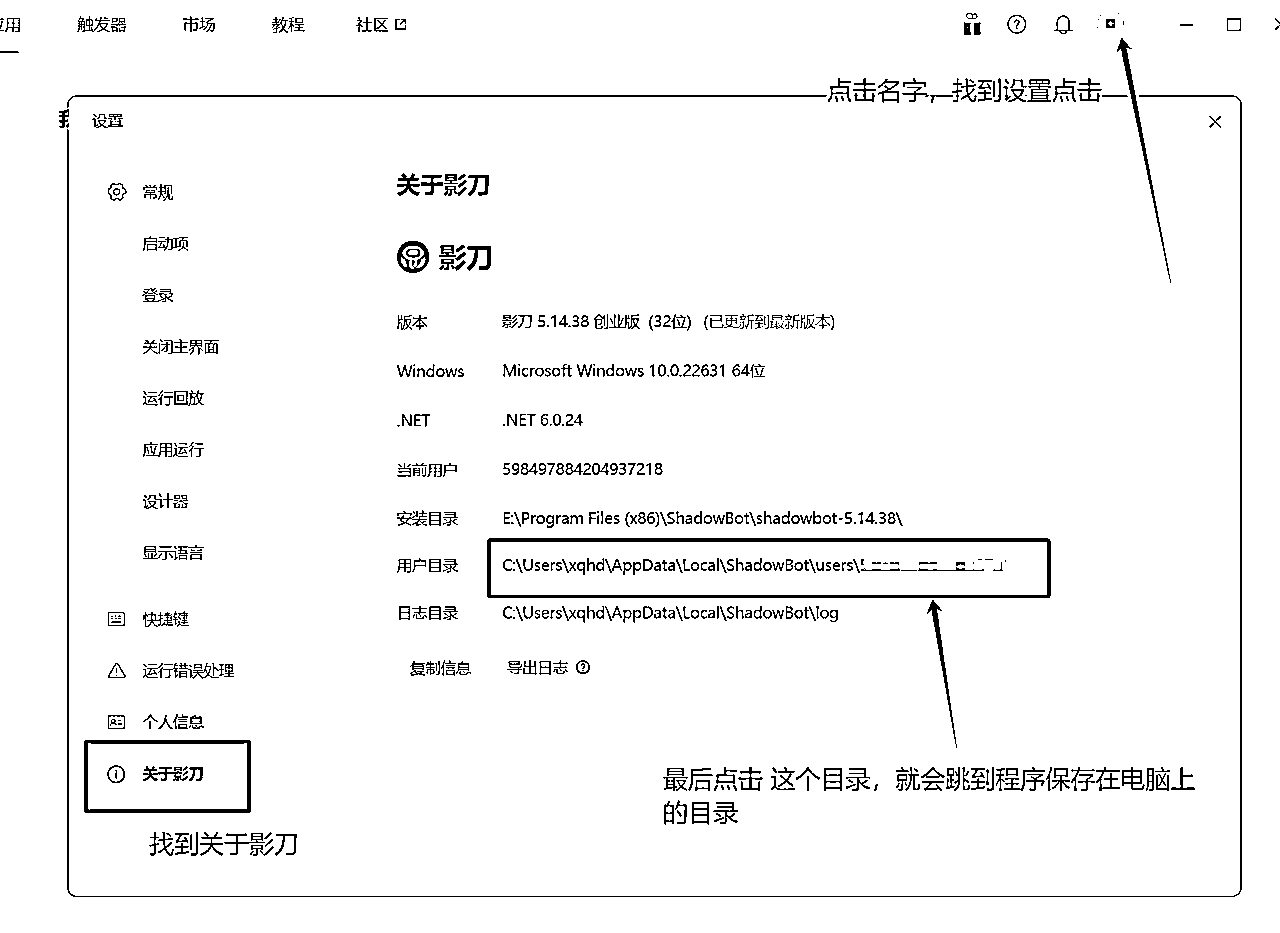 应用 触发器 市场 教程 社区
点击名字，找到设置点击
我
设置
常规
启动项
登录
关闭主界面
运行回放
应用运行
设计器
显示语言
快捷键
运行错误处理
个人信息
关于影刀
找到关于影刀
关于影刀
影刀
版本 影刀 5.14.38 创业版 (32位) (已更新到最新版本)
Windows Microsoft Windows 10.0.22631 64位
.NET .NET 6.0.24
当前用户 598497884204937218
安装目录 E:\Program Files (x86)\ShadowBot\shadowbot-5.14.38\
用户目录 C:\Users\xqhd\AppData\Local\ShadowBot\users\
日志目录 C:\Users\xqhd\AppData\Local\ShadowBot\log
复制信息 导出日志
最后点击 这个目录，就会跳到程序保存在电脑上
的目录